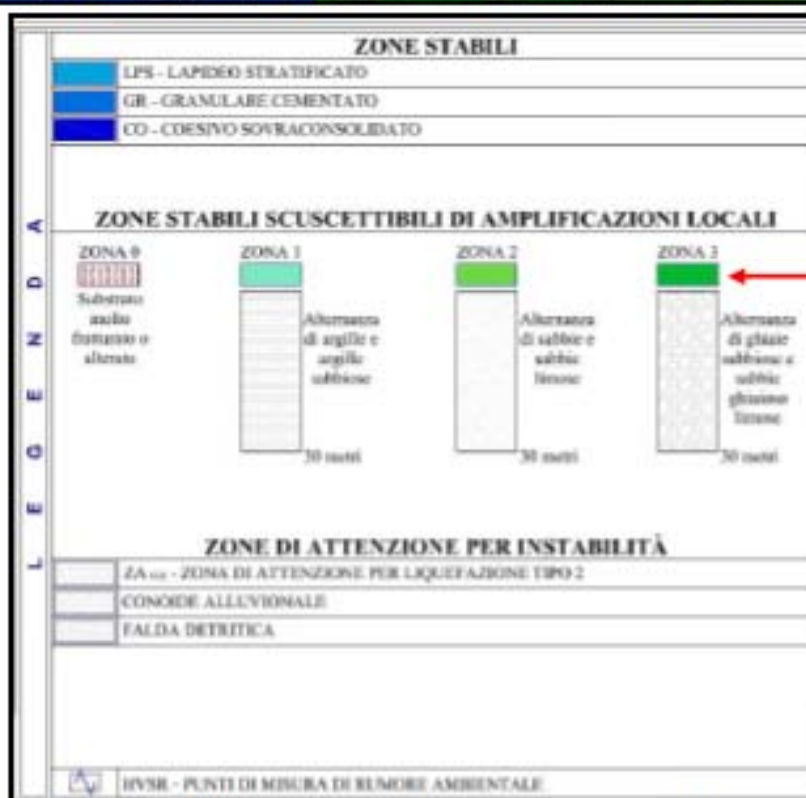 LEGENDA
ZONE STABILI
LPS - LAPIDEO STRATIFICATO
GR - GRANULARE CEMENTATO
CO - COESIVO SOVRACONSOLIDATO
ZONE STABILI SCUSCETTIBILI DI AMPLIFICAZIONI LOCALI
ZONA 0
Substrato
molto
fratturato o
alterato
ZONA 1
Alternanza
di argille e
argille
sabbiose
30 metri
ZONA 2
Alternanza
di sabbie e
sabbie
limose
30 metri
ZONA 3
Alternanza
di ghiaie
sabbiose e
sabbie
ghiaiose
limose
30 metri
ZONE DI ATTENZIONE PER INSTABILITÀ
ZA - ZONA DI ATTENZIONE PER LIQUEFAZIONE TIPO 2
CONOIDE ALLUVIONALE
FALDA DETRITICA
HVSR - PUNTI DI MISURA DI RUMORE AMBIENTALE